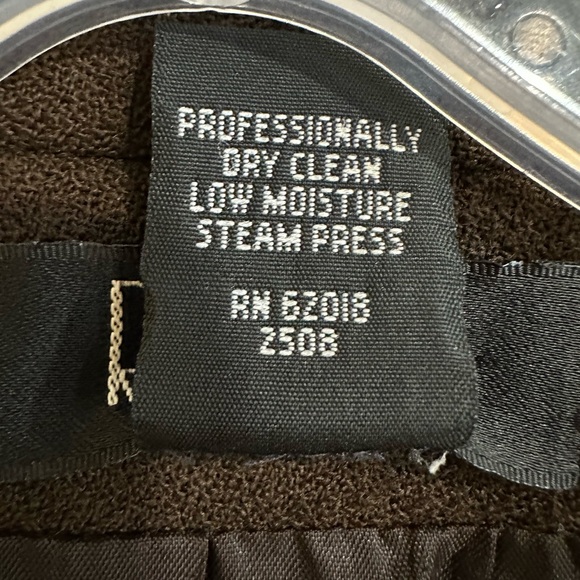 PROFESSIONALLY
DRY CLEAN
LOW MOISTURE
STEAM PRESS
RN 62018
2508